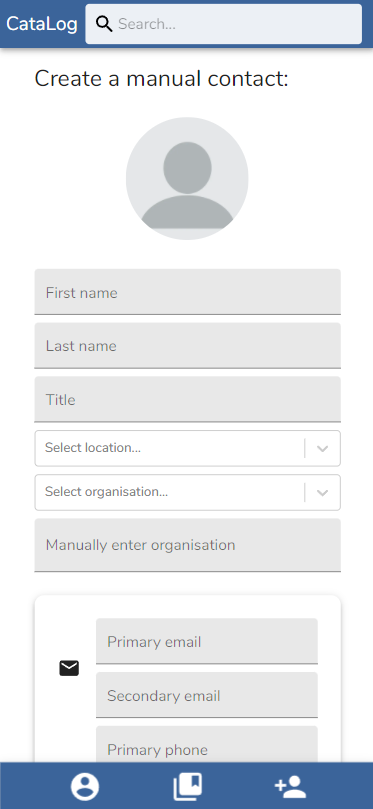 CataLog
Search...
Create a manual contact:
First name
Last name
Title
Select location...
Select organisation...
Manually enter organisation
Primary email
Secondary email
Primary phone